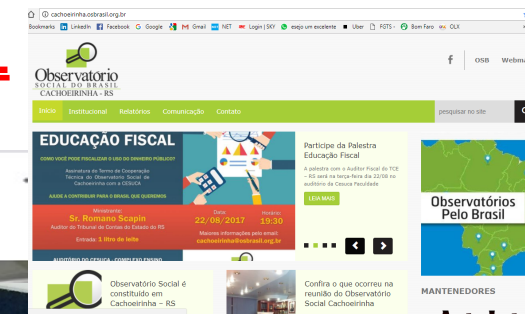 cachoeirinha.osbrasil.org.br
Bookmarks LinkedIn Facebook G Google M Gmail NET Login | SKY esejo.um excelente Uber FGTS - Bom Faro OLX
Observatório
SOCIAL DO BRASIL
CACHOEIRINHA - RS
f OSB Webma
Início Institucional Relatórios Comunicação Contato
pesquisar no site
EDUCAÇÃO FISCAL
COMO VOCÊ PODE FISCALIZAR O USO DO DINHEIRO PÚBLICO?
Assinatura do Termo de Cooperação
Técnica do Observatório Social de
Cachoeirinha com a CESUCA
AJUDE A CONTRIBUIR PARA O BRASIL QUE QUEREMOS
Ministrante:
Sr. Romano Scapin
Auditor do Tribunal de Contas do Estado do RS
Entrada: 1 litro de leite
Data:
22/08/2017
Horário:
19:30
Maiores informações pelo email:
cachoeirinha@osbrasil.org.br
AUDITÓRIO DO CESUCA - COMPLEXO ENSINO
Participe da Palestra
Educação Fiscal
A palestra com o Auditor Fiscal do TCE
- RS será na terça-feira dia 22/08 no
auditório da Cesuca Faculdade
LEIA MAIS
Observatórios
Pelo Brasil
Observatório Social é
constituído em
Cachoeirinha – RS
Confira o que ocorreu na
reunião do Observatório
Social Cachoeirinha
MANTENEDORES